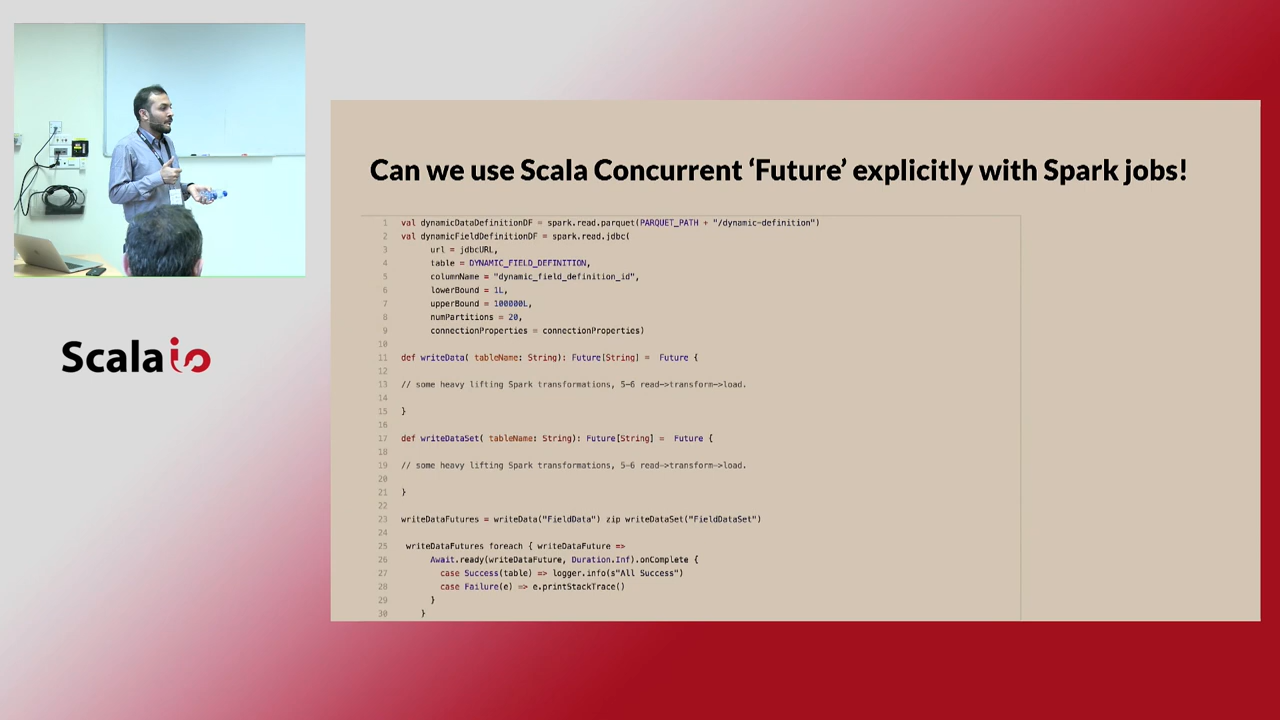 Can we use Scala Concurrent ‘Future’ explicitly with Spark jobs!
1 val dynamicDataDefinitionDF = spark.read.parquet(PARQUET_PATH + "/dynamic-definition")
2 val dynamicFieldDefinitionDF = spark.read.jdbc(
3 url = jdbcURL,
4 table = DYNAMIC_FIELD_DEFINITION,
5 columnName = "dynamic_field_definition_id",
6 lowerBound = 1L,
7 upperBound = 100000L,
8 numPartitions = 20,
9 connectionProperties = connectionProperties)
10
11 def writeData( tableName: String): Future[String] = Future {
12
13 // some heavy lifting Spark transformations, 5-6 read->transform->load.
14
15 }
16
17 def writeDataSet( tableName: String): Future[String] = Future {
18
19 // some heavy lifting Spark transformations, 5-6 read->transform->load.
20
21 }
22
23 writeDataFutures = writeData("FieldData") zip writeDataSet("FieldDataSet")
24
25 writeDataFutures foreach { writeDataFuture =>
26 Await.ready(writeDataFuture, Duration.Inf).onComplete {
27 case Success(table) => logger.info(s"All Success")
28 case Failure(e) => e.printStackTrace()
29 }
30 }
Scala io